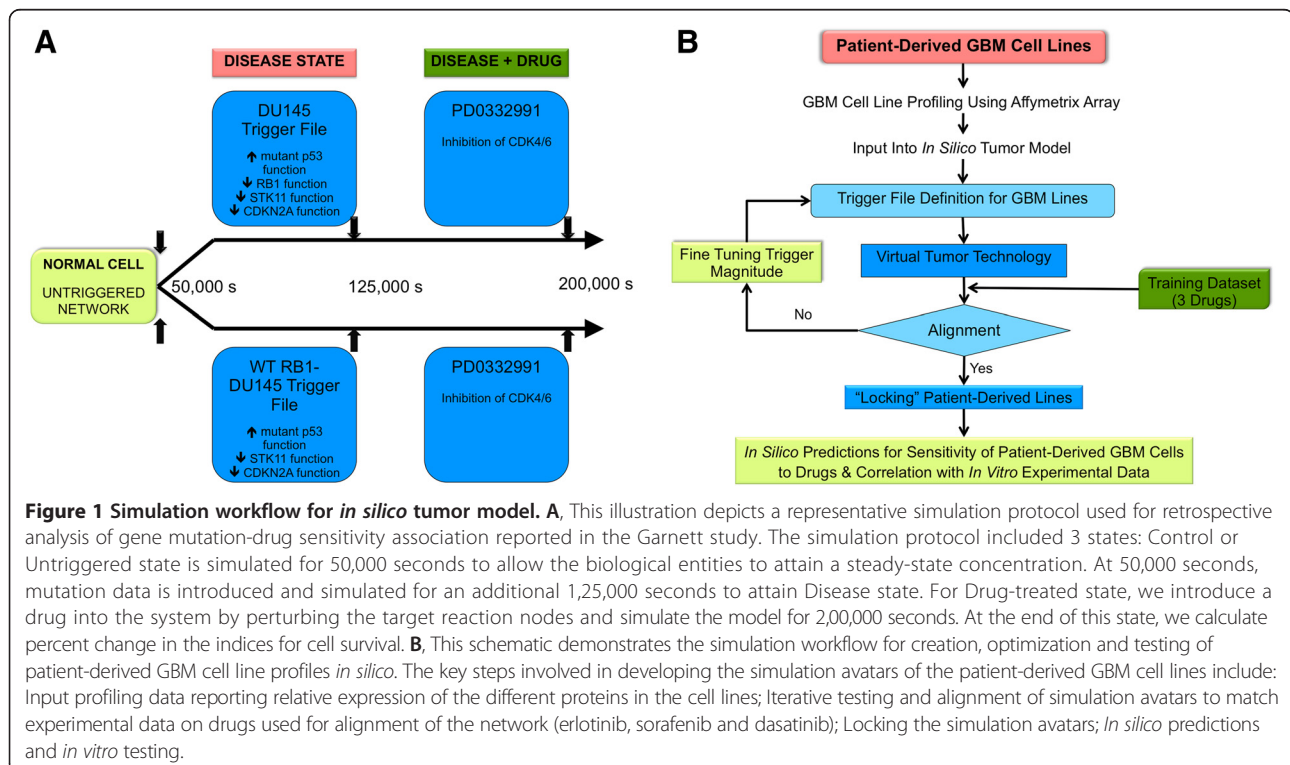 A
DISEASE STATE
DISEASE + DRUG
DU145
Trigger File
↑ mutant p53
function
↓ RB1 function
↓ STK11 function
↓ CDKN2A function
PD0332991
Inhibition of CDK4/6
NORMAL CELL
UNTRIGGERED
NETWORK
50,000 s
125,000 s
200,000 s
WT RB1-
DU145 Trigger
File
↑ mutant p53
function
↓ STK11 function
↓ CDKN2A function
PD0332991
Inhibition of CDK4/6
B
Patient-Derived GBM Cell Lines
GBM Cell Line Profiling Using Affymetrix Array
Input Into In Silico Tumor Model
Trigger File Definition for GBM Lines
Fine Tuning Trigger
Magnitude
Virtual Tumor Technology
Training Dataset
(3 Drugs)
No
Alignment
Yes
"Locking" Patient-Derived Lines
In Silico Predictions for Sensitivity of Patient-Derived GBM Cells
to Drugs & Correlation with In Vitro Experimental Data
Figure 1 Simulation workflow for in silico tumor model. A, This illustration depicts a representative simulation protocol used for retrospective
analysis of gene mutation-drug sensitivity association reported in the Garnett study. The simulation protocol included 3 states: Control or
Untriggered state is simulated for 50,000 seconds to allow the biological entities to attain a steady-state concentration. At 50,000 seconds,
mutation data is introduced and simulated for an additional 1,25,000 seconds to attain Disease state. For Drug-treated state, we introduce a
drug into the system by perturbing the target reaction nodes and simulate the model for 2,00,000 seconds. At the end of this state, we calculate
percent change in the indices for cell survival. B, This schematic demonstrates the simulation workflow for creation, optimization and testing of
patient-derived GBM cell line profiles in silico. The key steps involved in developing the simulation avatars of the patient-derived GBM cell lines include:
Input profiling data reporting relative expression of the different proteins in the cell lines; Iterative testing and alignment of simulation avatars to match
experimental data on drugs used for alignment of the network (erlotinib, sorafenib and dasatinib); Locking the simulation avatars; In silico predictions
and in vitro testing.